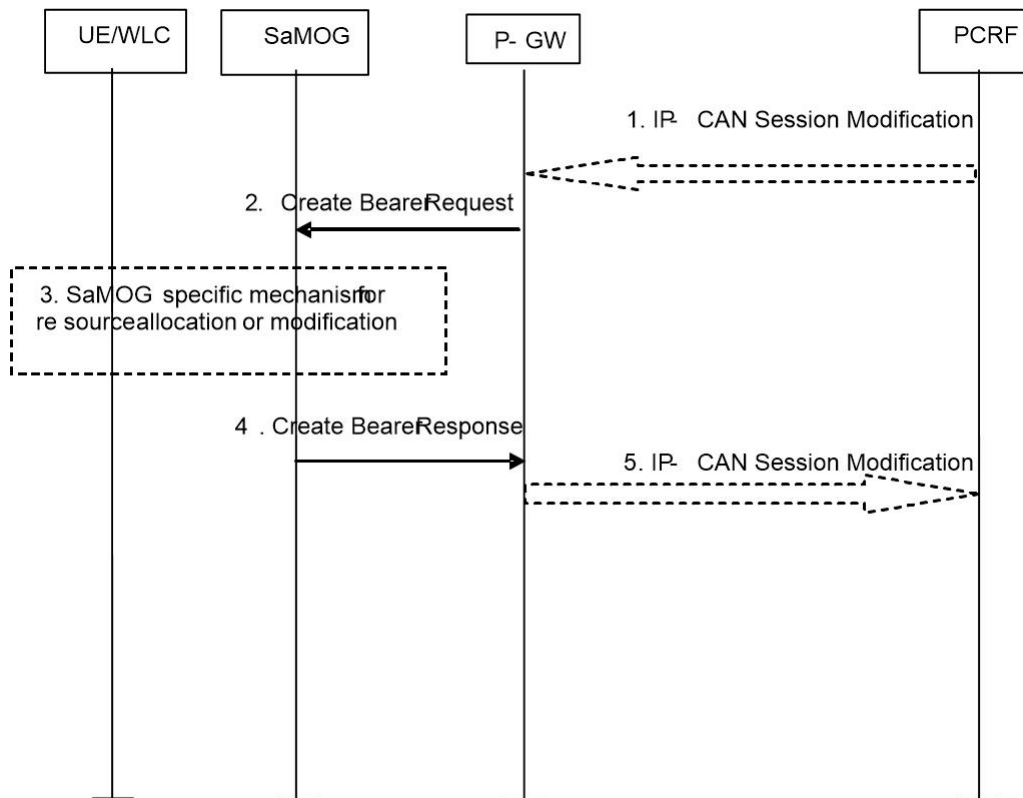 UE/WLC
SaMOG
P- GW
PCRF
1. IP- CAN Session Modification
2. Create BearerRequest
3. SaMOG specific mechanismfor
re sourceallocation or modification
4 . Create BearerResponse
5. IP- CAN Session Modification